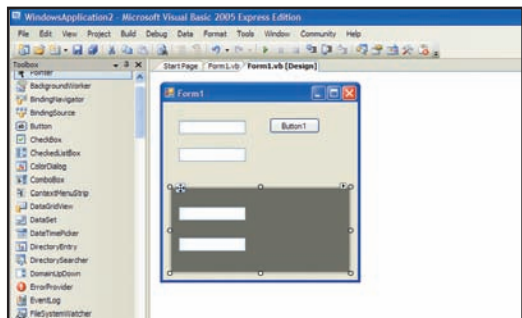 WindowsApplication2 - Microsoft Visual Basic 2005 Express Edition
File Edit View Project Build Debug Data Format Tools Window Community Help
Toolbox
Start Page Form1.vb Form1.vb [Design]
Pointer
BackgroundWorker
BindingNavigator
BindingSource
Button
CheckBox
CheckedListBox
ColorDialog
ComboBox
ContextMenuStrip
DataGridView
DataSet
DateTimePicker
DirectoryEntry
DirectorySearcher
DomainUpDown
ErrorProvider
EventLog
FileSystemWatcher
Form1
Button1